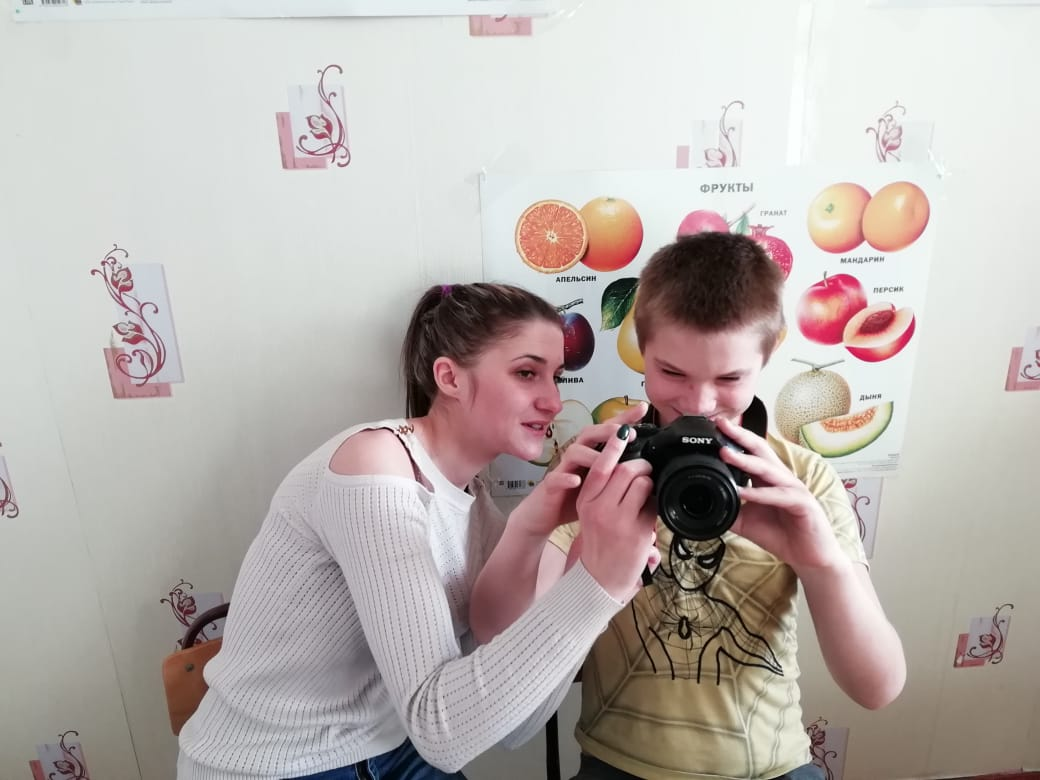 ФРУКТЫ
ГРАНАТ
АПЕЛЬСИН
МАНДАРИН
ПЕРСИК
ДЫНЯ
SONY